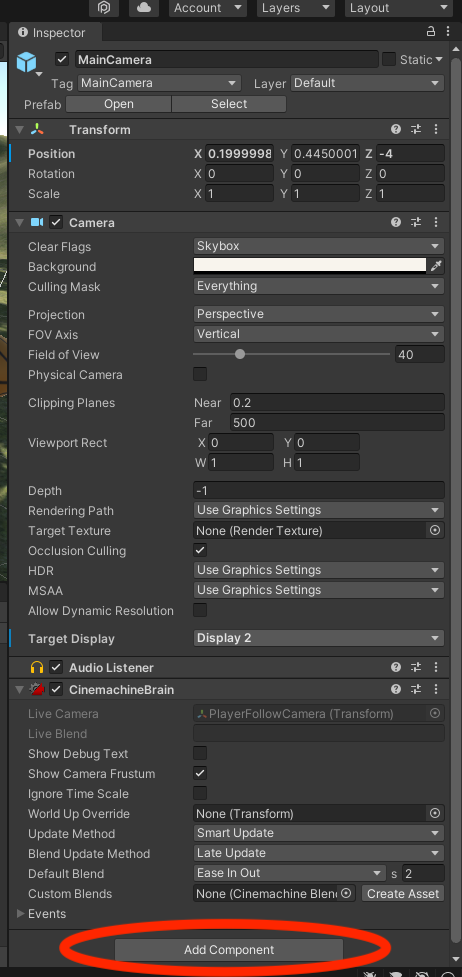 Account Layers Layout
Inspector
MainCamera Static
Tag MainCamera Layer Default
Prefab Open Select
Transform
Position X 0.1999998 Y 0.4450001 Z -4
Rotation X 0 Y 0 Z 0
Scale X 1 Y 1 Z 1
Camera
Clear Flags Skybox
Background
Culling Mask Everything
Projection Perspective
FOV Axis Vertical
Field of View 40
Physical Camera
Clipping Planes Near 0.2
Far 500
Viewport Rect X 0 Y 0
W 1 H 1
Depth -1
Rendering Path Use Graphics Settings
Target Texture None (Render Texture)
Occlusion Culling
HDR Use Graphics Settings
MSAA Use Graphics Settings
Allow Dynamic Resolution
Target Display Display 2
Audio Listener
CinemachineBrain
Live Camera PlayerFollowCamera (Transform)
Live Blend
Show Debug Text
Show Camera Frustum
Ignore Time Scale
World Up Override None (Transform)
Update Method Smart Update
Blend Update Method Late Update
Default Blend Ease In Out s 2
Custom Blends None (Cinemachine Blen Create Asset
Events
Add Component